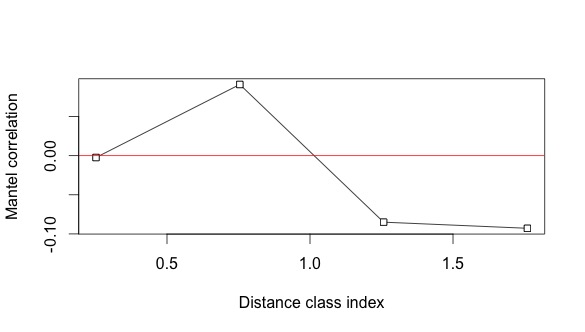 Mantel correlation
0.00
-0.10
0.5 1.0 1.5
Distance class index